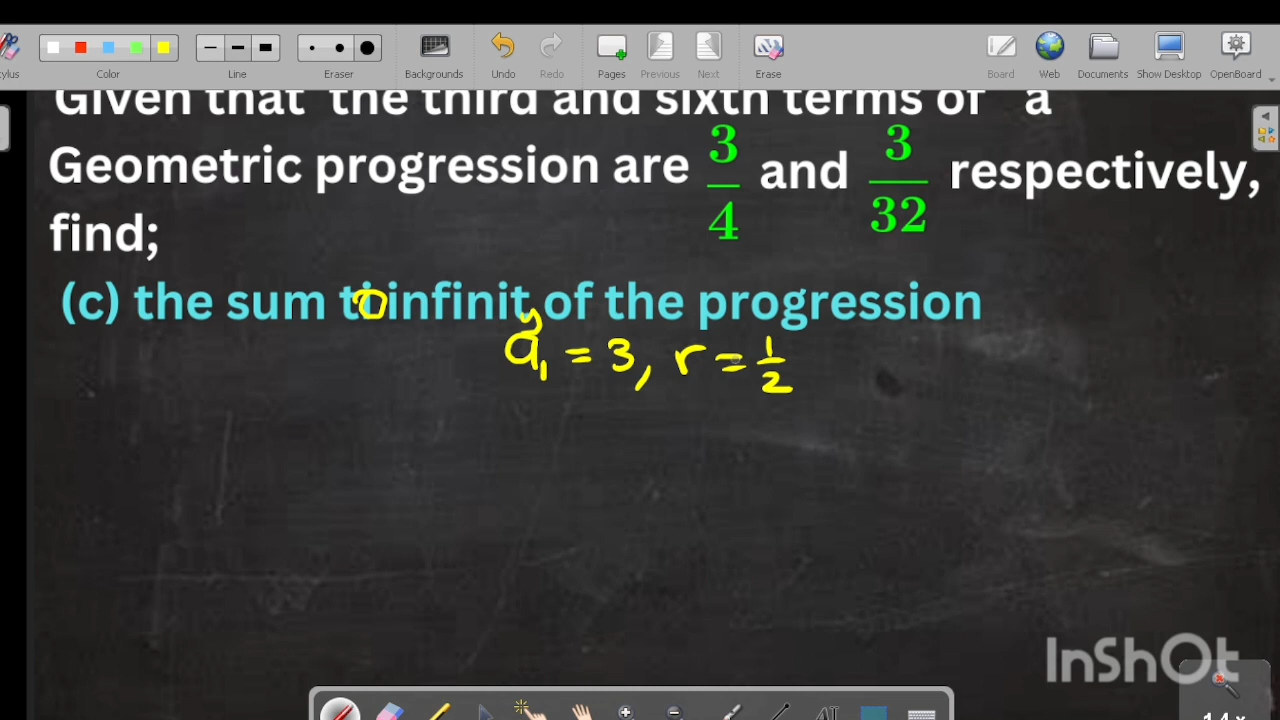 Stylus Color Line Eraser Backgrounds Undo Redo Pages Previous Next Erase Board Web Documents Show Desktop OpenBoard
Given that the third and sixth terms of a
Geometric progression are 3/4 and 3/32 respectively,
find;
(c) the sum to infinity of the progression
a₁ = 3, r = 1/2
InShOt